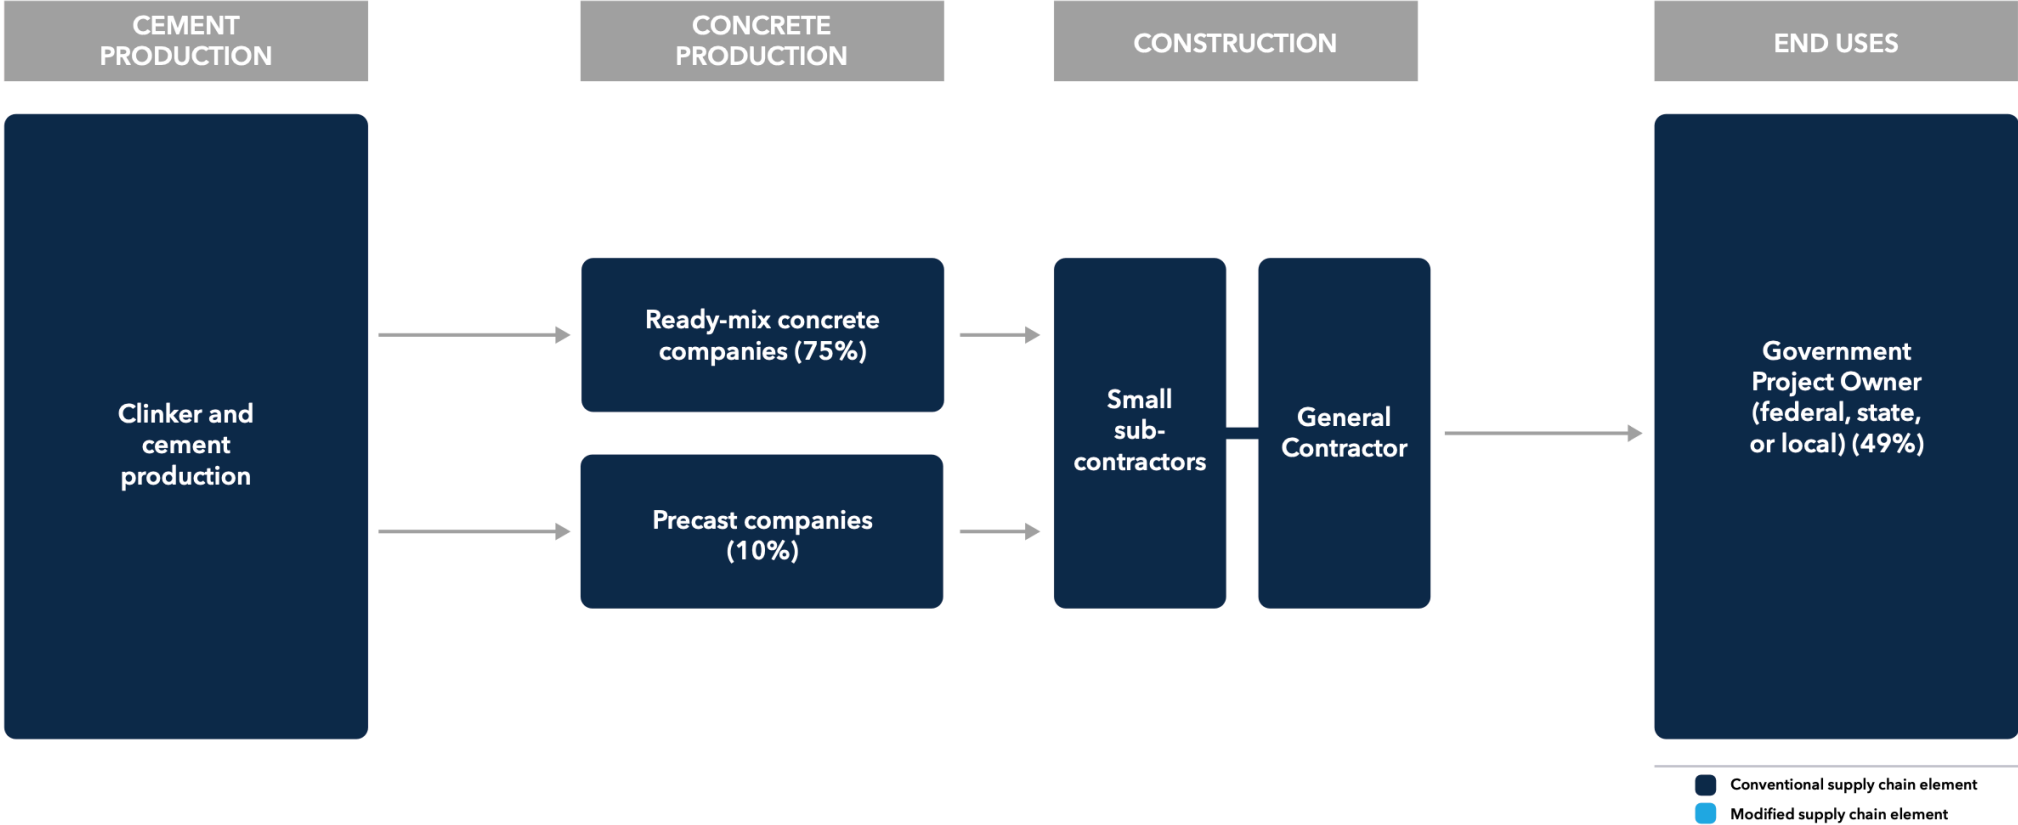 CEMENT
PRODUCTION
CONCRETE
PRODUCTION
CONSTRUCTION
END USES
Clinker and
cement
production
Ready-mix concrete
companies (75%)
Precast companies
(10%)
Small
sub-
contractors
General
Contractor
Government
Project Owner
(federal, state,
or local) (49%)
Conventional supply chain element
Modified supply chain element